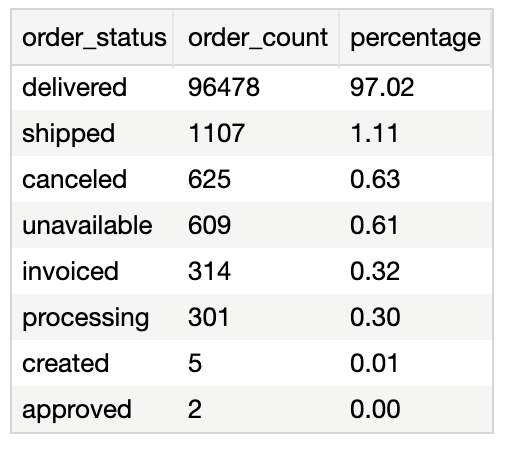 order_status order_count percentage
delivered 96478 97.02
shipped 1107 1.11
canceled 625 0.63
unavailable 609 0.61
invoiced 314 0.32
processing 301 0.30
created 5 0.01
approved 2 0.00